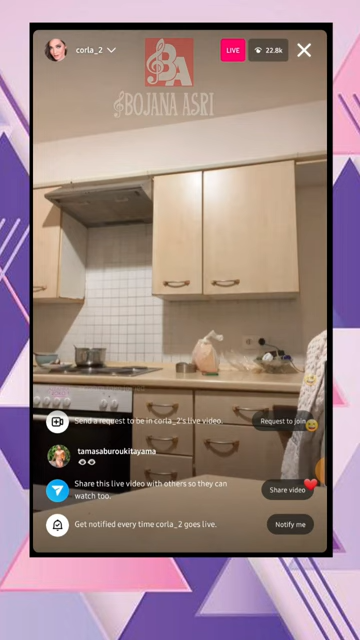 corla_2
LIVE
22.8k
BA
BOJANA ASRI
Send a request to be in corla_2's live video.
Request to join
tamasaburoukitayama
Share this live video with others so they can
watch too.
Share video
Get notified every time corla_2 goes live.
Notify me